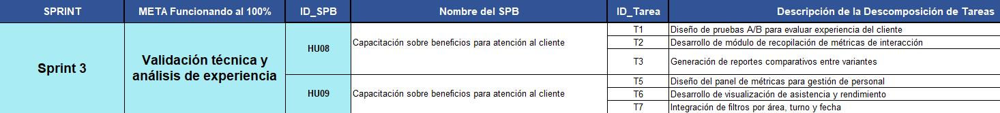 SPRINT META Funcionando al 100% ID_SPB Nombre del SPB ID_Tarea Descripción de la Descomposición de Tareas
Sprint 3
Validación técnica y
análisis de experiencia
HU08
Capacitación sobre beneficios para atención al cliente
T1 Diseño de pruebas A/B para evaluar experiencia del cliente
T2 Desarrollo de módulo de recopilación de métricas de interacción
T3 Generación de reportes comparativos entre variantes
HU09
Capacitación sobre beneficios para atención al cliente
T5 Diseño del panel de métricas para gestión de personal
T6 Desarrollo de visualización de asistencia y rendimiento
T7 Integración de filtros por área, turno y fecha